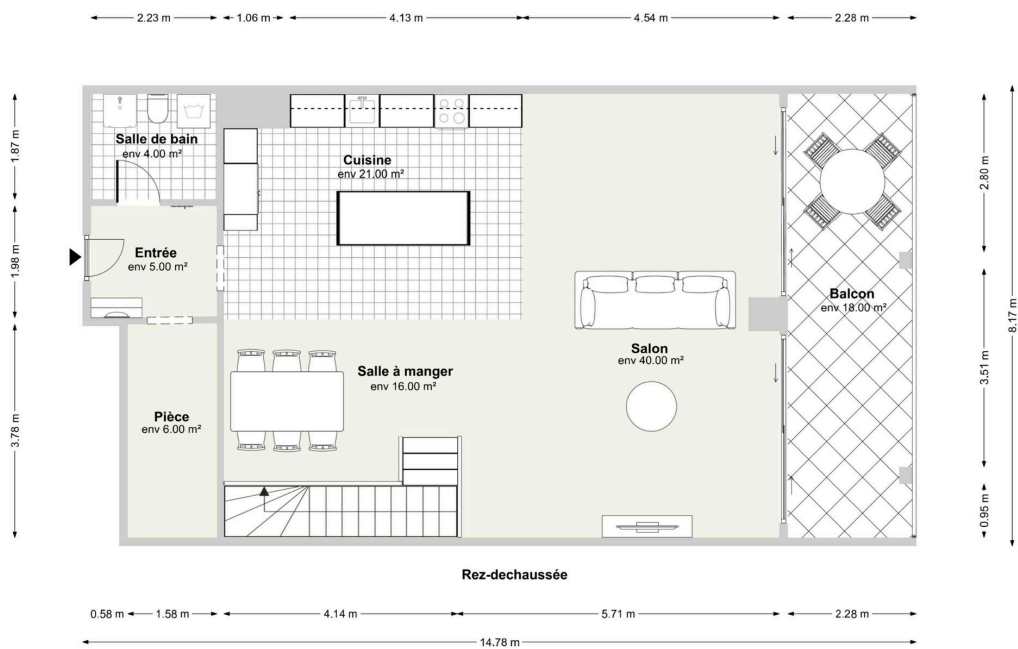 2.23 m
1.06 m
4.13 m
4.54 m
2.28 m
1.87 m
1.98 m
3.78 m
Salle de bain
env 4.00 m²
Cuisine
env 21.00 m²
Entrée
env 5.00 m²
Balcon
env 18.00 m²
Salon
env 40.00 m²
Salle à manger
env 16.00 m²
Pièce
env 6.00 m²
2.80 m
3.51 m
0.95 m
8.17 m
Rez-dechaussée
0.58 m
1.58 m
4.14 m
5.71 m
2.28 m
14.78 m